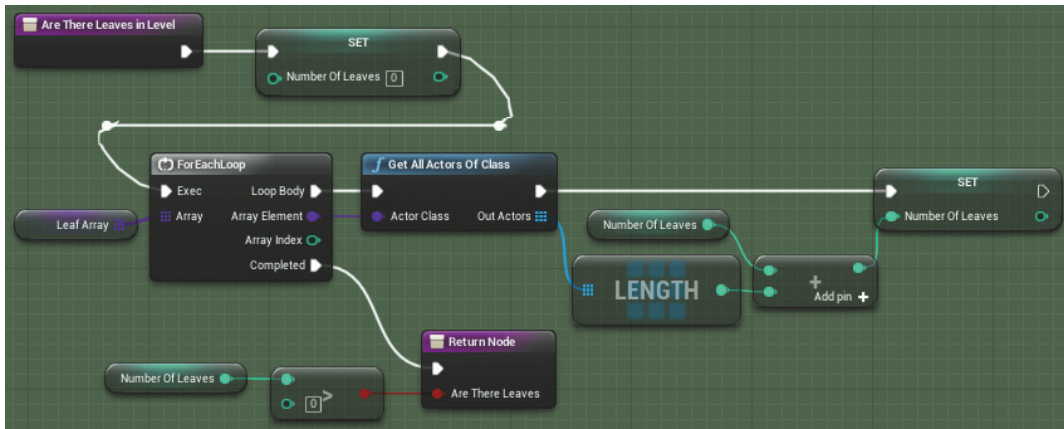 Are There Leaves in Level
SET
Number Of Leaves 0
ForEachLoop
Exec Loop Body
Array Array Element
Array Index
Completed
Leaf Array
Get All Actors Of Class
Actor Class Out Actors
SET
Number Of Leaves
Number Of Leaves
LENGTH
+
Add pin +
Return Node
Are There Leaves
Number Of Leaves
0 >